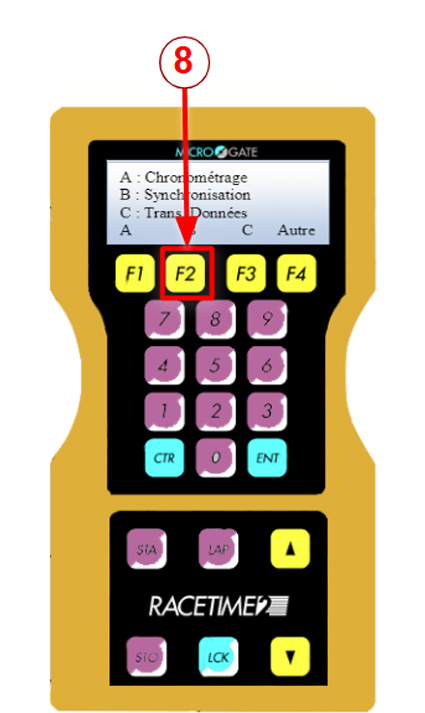 8
MICROGATE
A : Chronométrage
B : Synchronisation
C : Trans. Données
A C Autre
F1 F2 F3 F4
7 8 9
4 5 6
1 2 3
CTR 0 ENT
STA LAP
RACETIME2
STO LCK